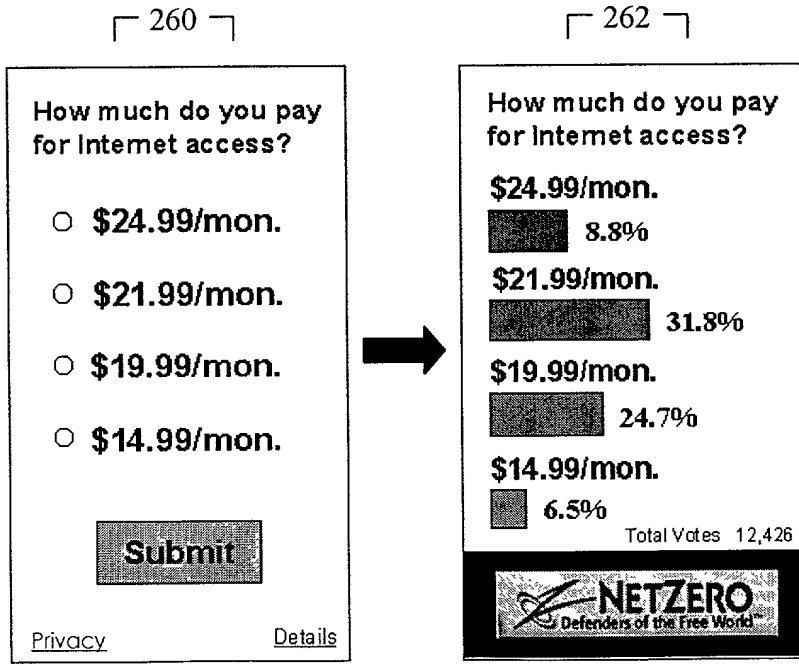 260
How much do you pay
for Internet access?
$24.99/mon.
$21.99/mon.
$19.99/mon.
$14.99/mon.
Submit
Privacy
Details
262
How much do you pay
for Internet access?
$24.99/mon.
8.8%
$21.99/mon.
31.8%
$19.99/mon.
24.7%
$14.99/mon.
6.5%
Total Votes 12,426
NETZERO
Defenders of the Free World™